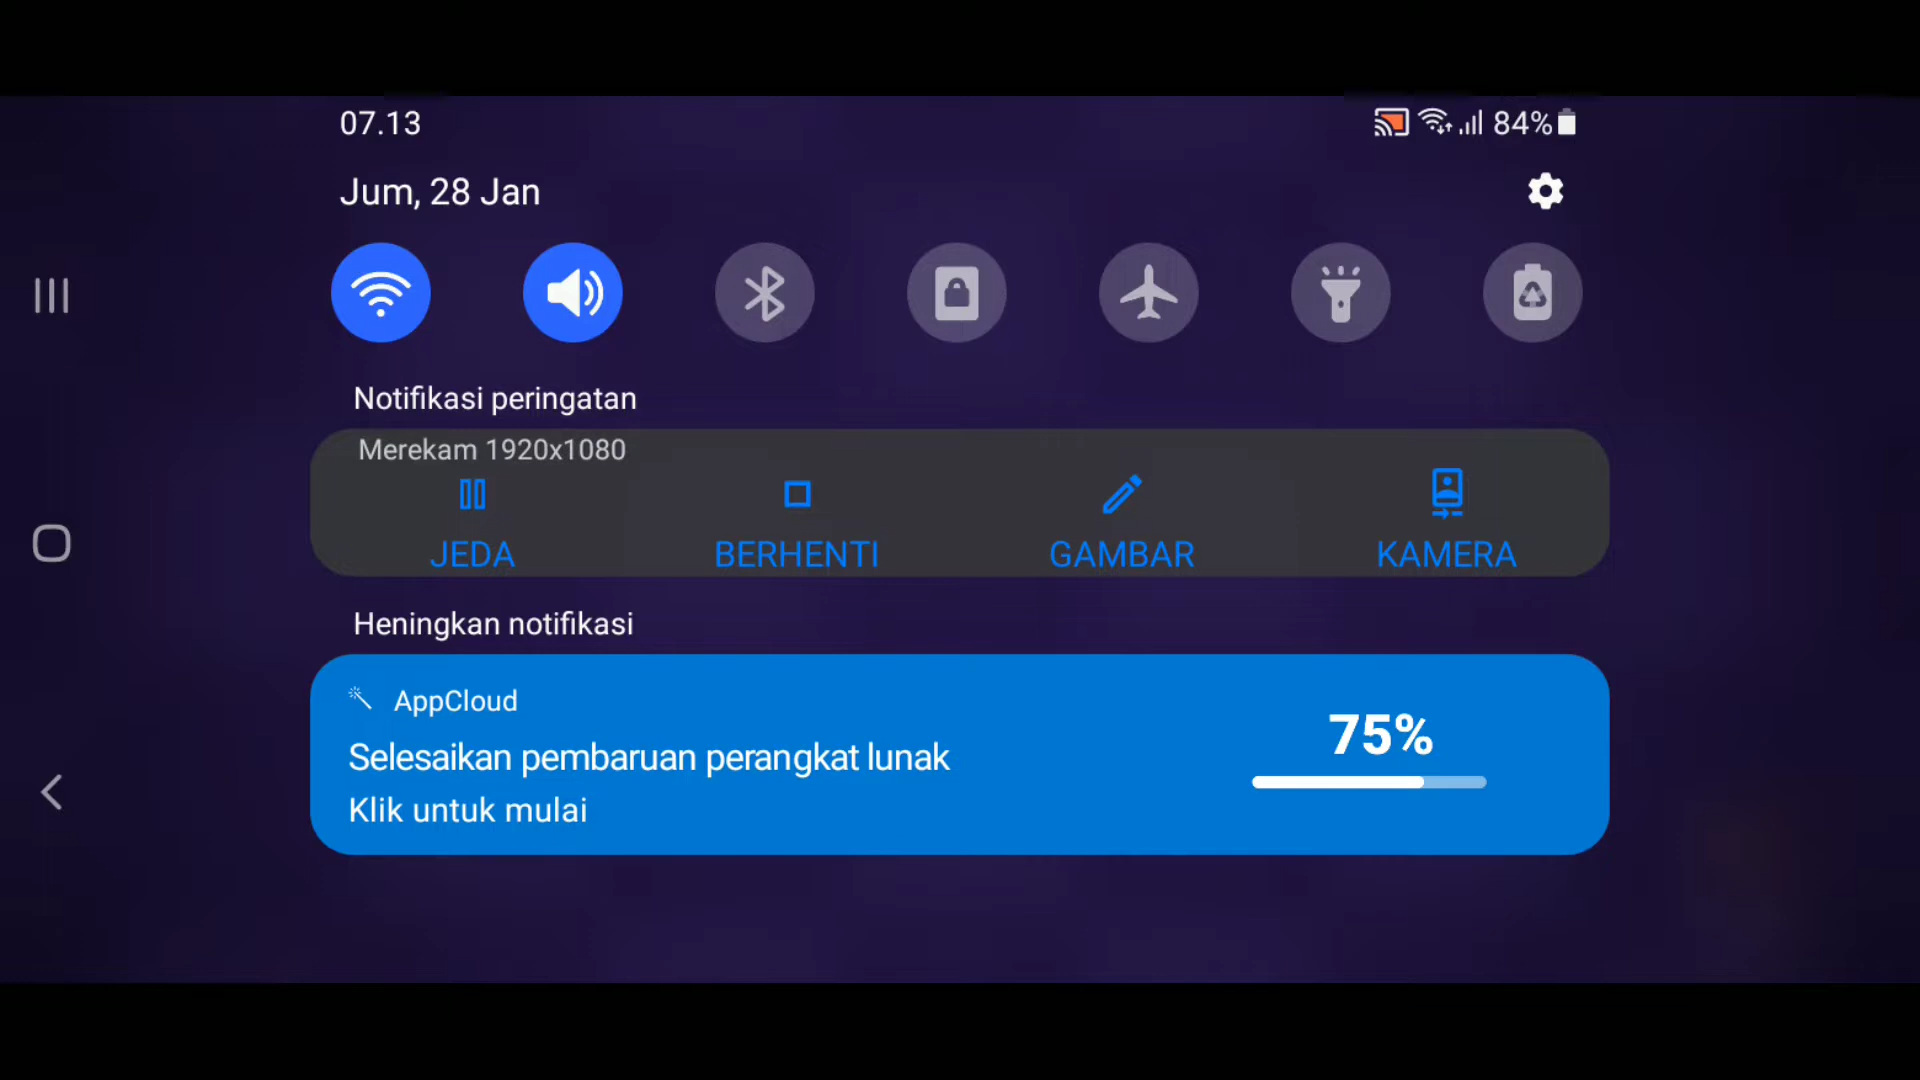 07.13
84%
Jum, 28 Jan
Notifikasi peringatan
Merekam 1920x1080
JEDA BERHENTI GAMBAR KAMERA
Heningkan notifikasi
AppCloud
75%
Selesaikan pembaruan perangkat lunak
Klik untuk mulai